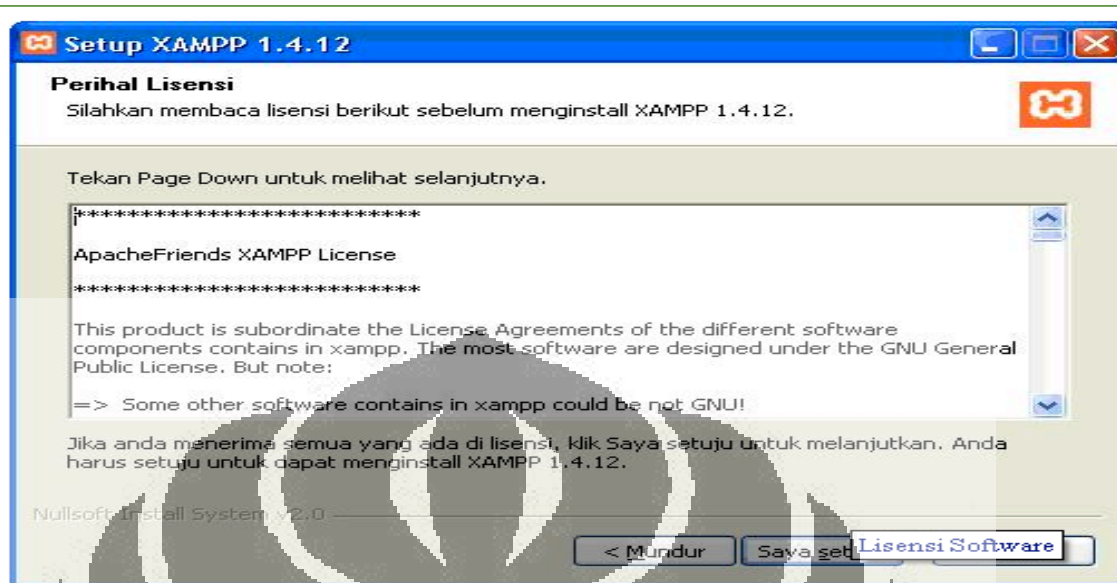 Setup XAMPP 1.4.12
Perihal Lisensi
Silahkan membaca lisensi berikut sebelum menginstall XAMPP 1.4.12.
Tekan Page Down untuk melihat selanjutnya.
***************************
ApacheFriends XAMPP License
***************************
This product is subordinate the License Agreements of the different software
components contains in xampp. The most software are designed under the GNU General
Public License. But note:
=> Some other software contains in xampp could be not GNU!
Jika anda menerima semua yang ada di lisensi, klik Saya setuju untuk melanjutkan. Anda
harus setuju untuk dapat menginstall XAMPP 1.4.12.
Nullsoft Install System v2.0
< Mundur Saya Lisensi Software